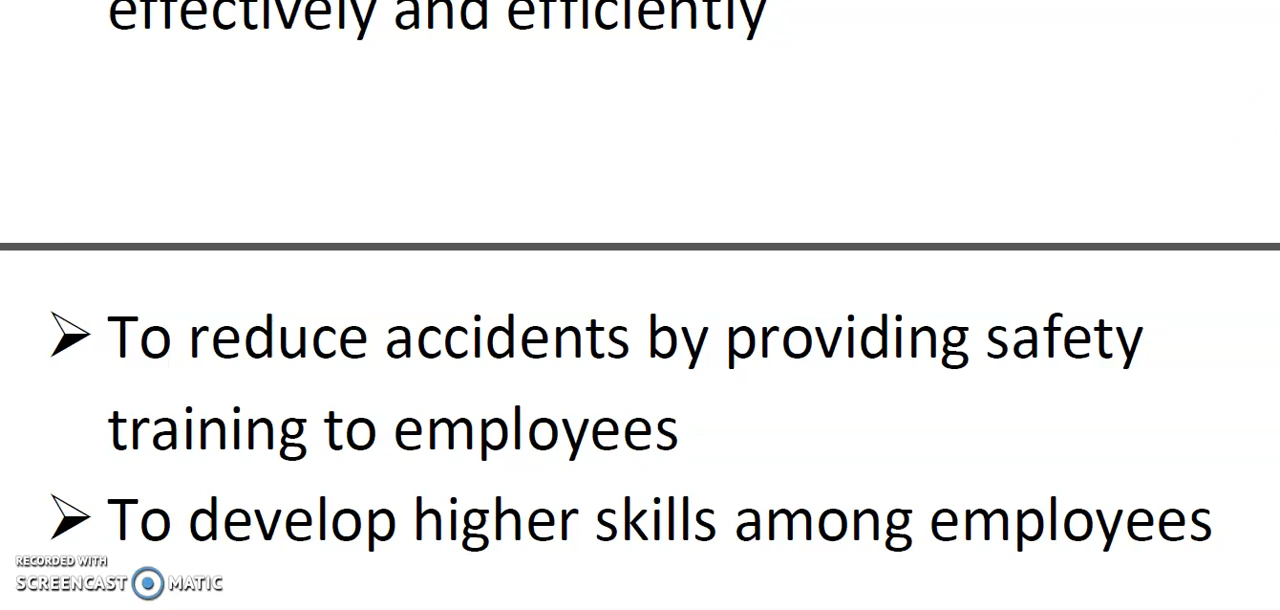 effectively and efficiently
➢ To reduce accidents by providing safety
training to employees
➢ To develop higher skills among employees
RECORDED WITH
SCREENCAST MATIC